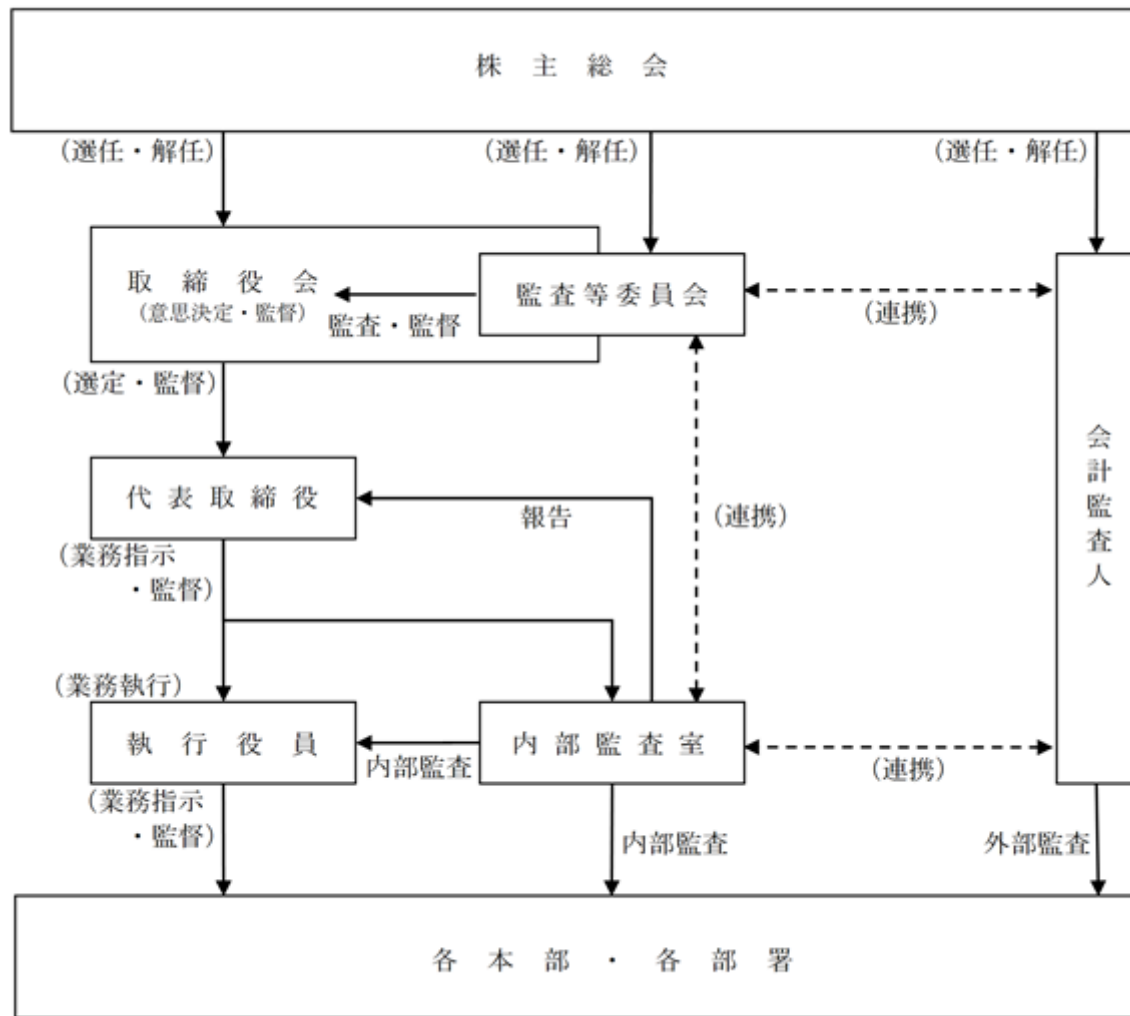 株主総会
(選任・解任)
(選任・解任)
(選任・解任)
取締役会
(意思決定・監督)
監査・監督
監査等委員会
(連携)
(選定・監督)
代表取締役
報告
(連携)
会計監査人
(業務指示
・監督)
(業務執行)
執行役員
内部監査
内部監査室
(連携)
(業務指示
・監督)
内部監査
外部監査
各本部・各部署